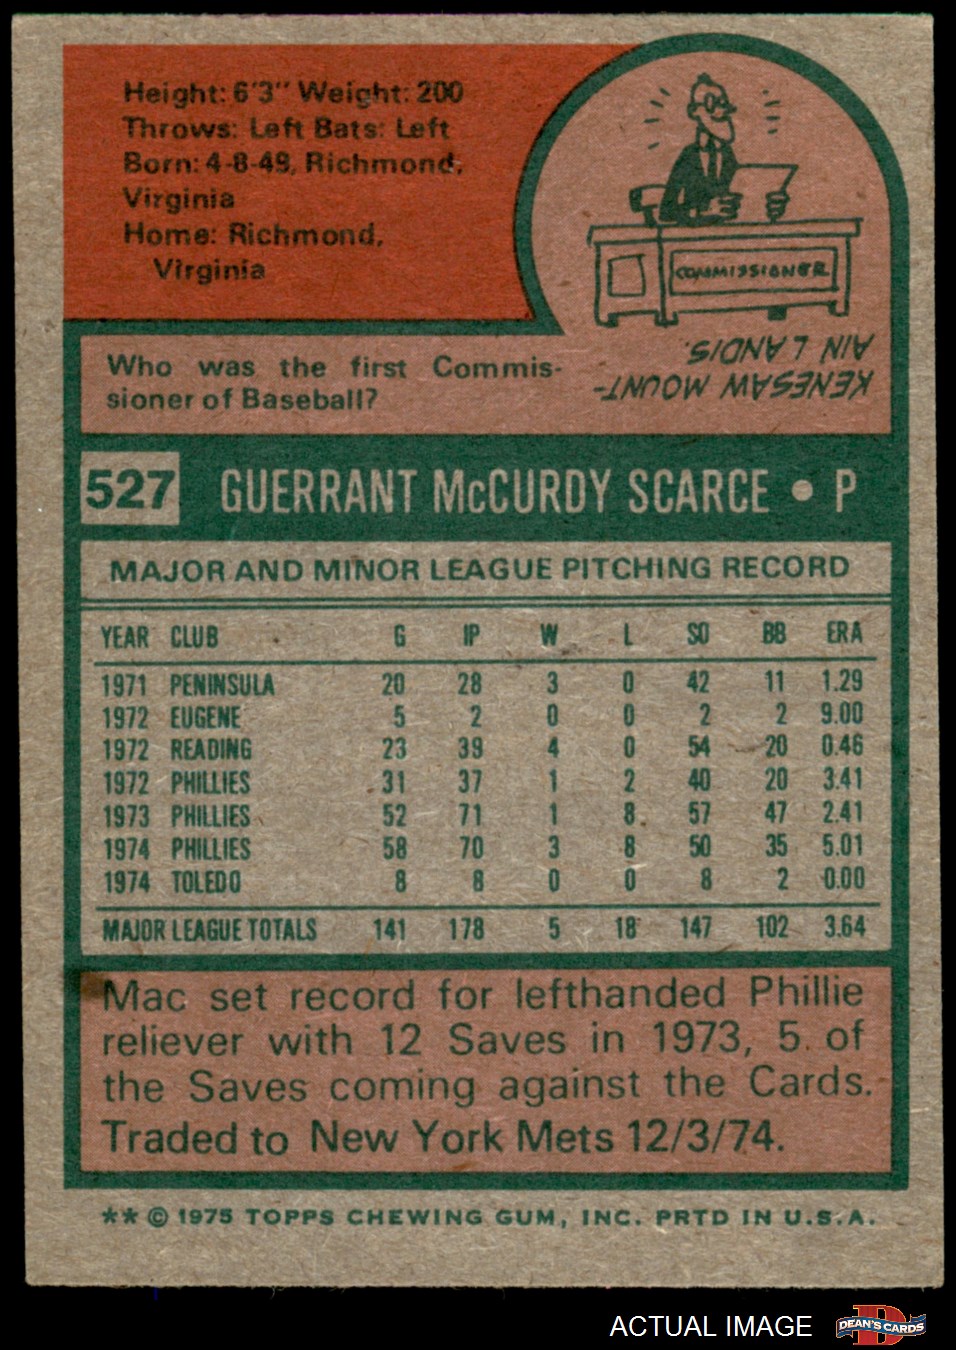 Height: 6'3" Weight: 200
Throws: Left Bats: Left
Born: 4-8-49, Richmond,
Virginia
Home: Richmond,
Virginia
COMMISSIONER
Who was the first Commis-
sioner of Baseball?
KENESAW MOUNT-
AIN LANDIS.
527 GUERRANT McCURDY SCARCE • P
MAJOR AND MINOR LEAGUE PITCHING RECORD
YEAR CLUB G IP W L SO BB ERA
1971 PENINSULA 20 28 3 0 42 11 1.29
1972 EUGENE 5 2 0 0 2 2 9.00
1972 READING 23 39 4 0 54 20 0.46
1972 PHILLIES 31 37 1 2 40 20 3.41
1973 PHILLIES 52 71 1 8 57 47 2.41
1974 PHILLIES 58 70 3 8 50 35 5.01
1974 TOLEDO 8 8 0 0 8 2 0.00
MAJOR LEAGUE TOTALS 141 178 5 18 147 102 3.64
Mac set record for lefthanded Phillie
reliever with 12 Saves in 1973, 5 of
the Saves coming against the Cards.
Traded to New York Mets 12/3/74.
** © 1975 TOPPS CHEWING GUM, INC. PRTD IN U.S.A.
ACTUAL IMAGE
D
DEAN'S CARDS